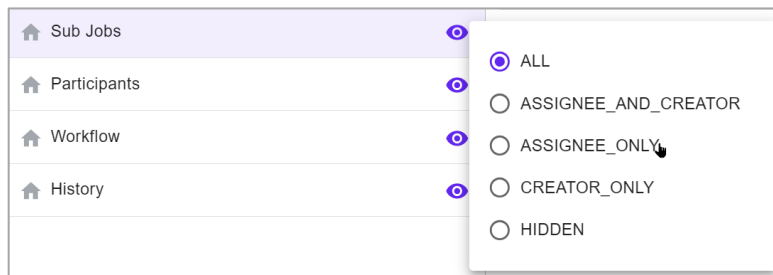 Sub Jobs
Participants
Workflow
History
ALL
ASSIGNEE_AND_CREATOR
ASSIGNEE_ONLY
CREATOR_ONLY
HIDDEN